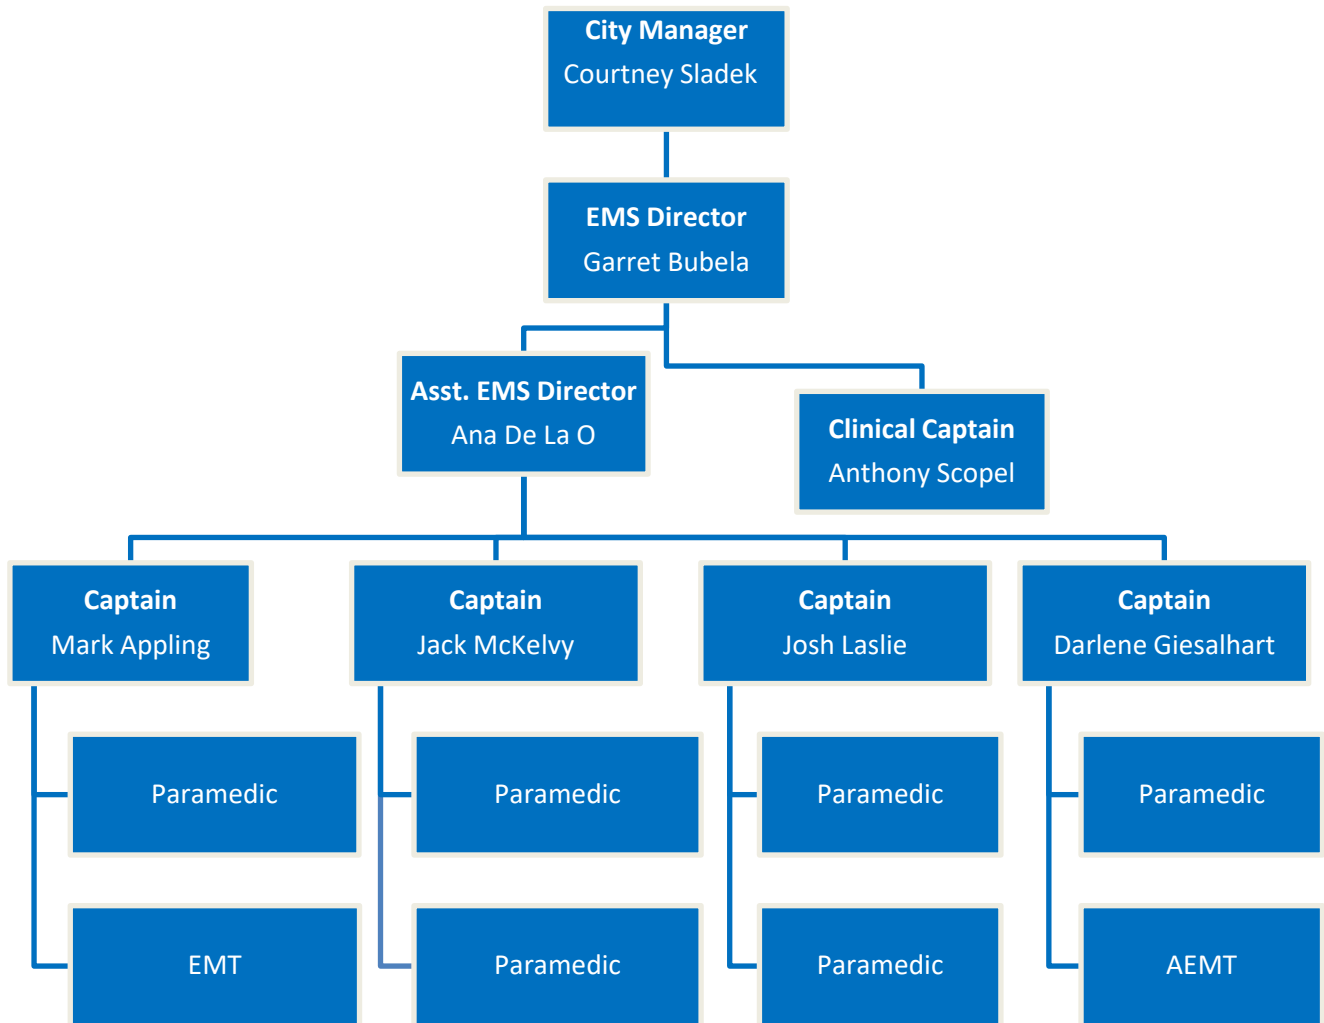 City Manager
Courtney Sladek
EMS Director
Garret Bubela
Asst. EMS Director
Ana De La O
Clinical Captain
Anthony Scopel
Captain
Mark Appling
Captain
Jack McKelvy
Captain
Josh Laslie
Captain
Darlene Giesalhart
Paramedic
Paramedic
Paramedic
Paramedic
EMT
Paramedic
Paramedic
AEMT